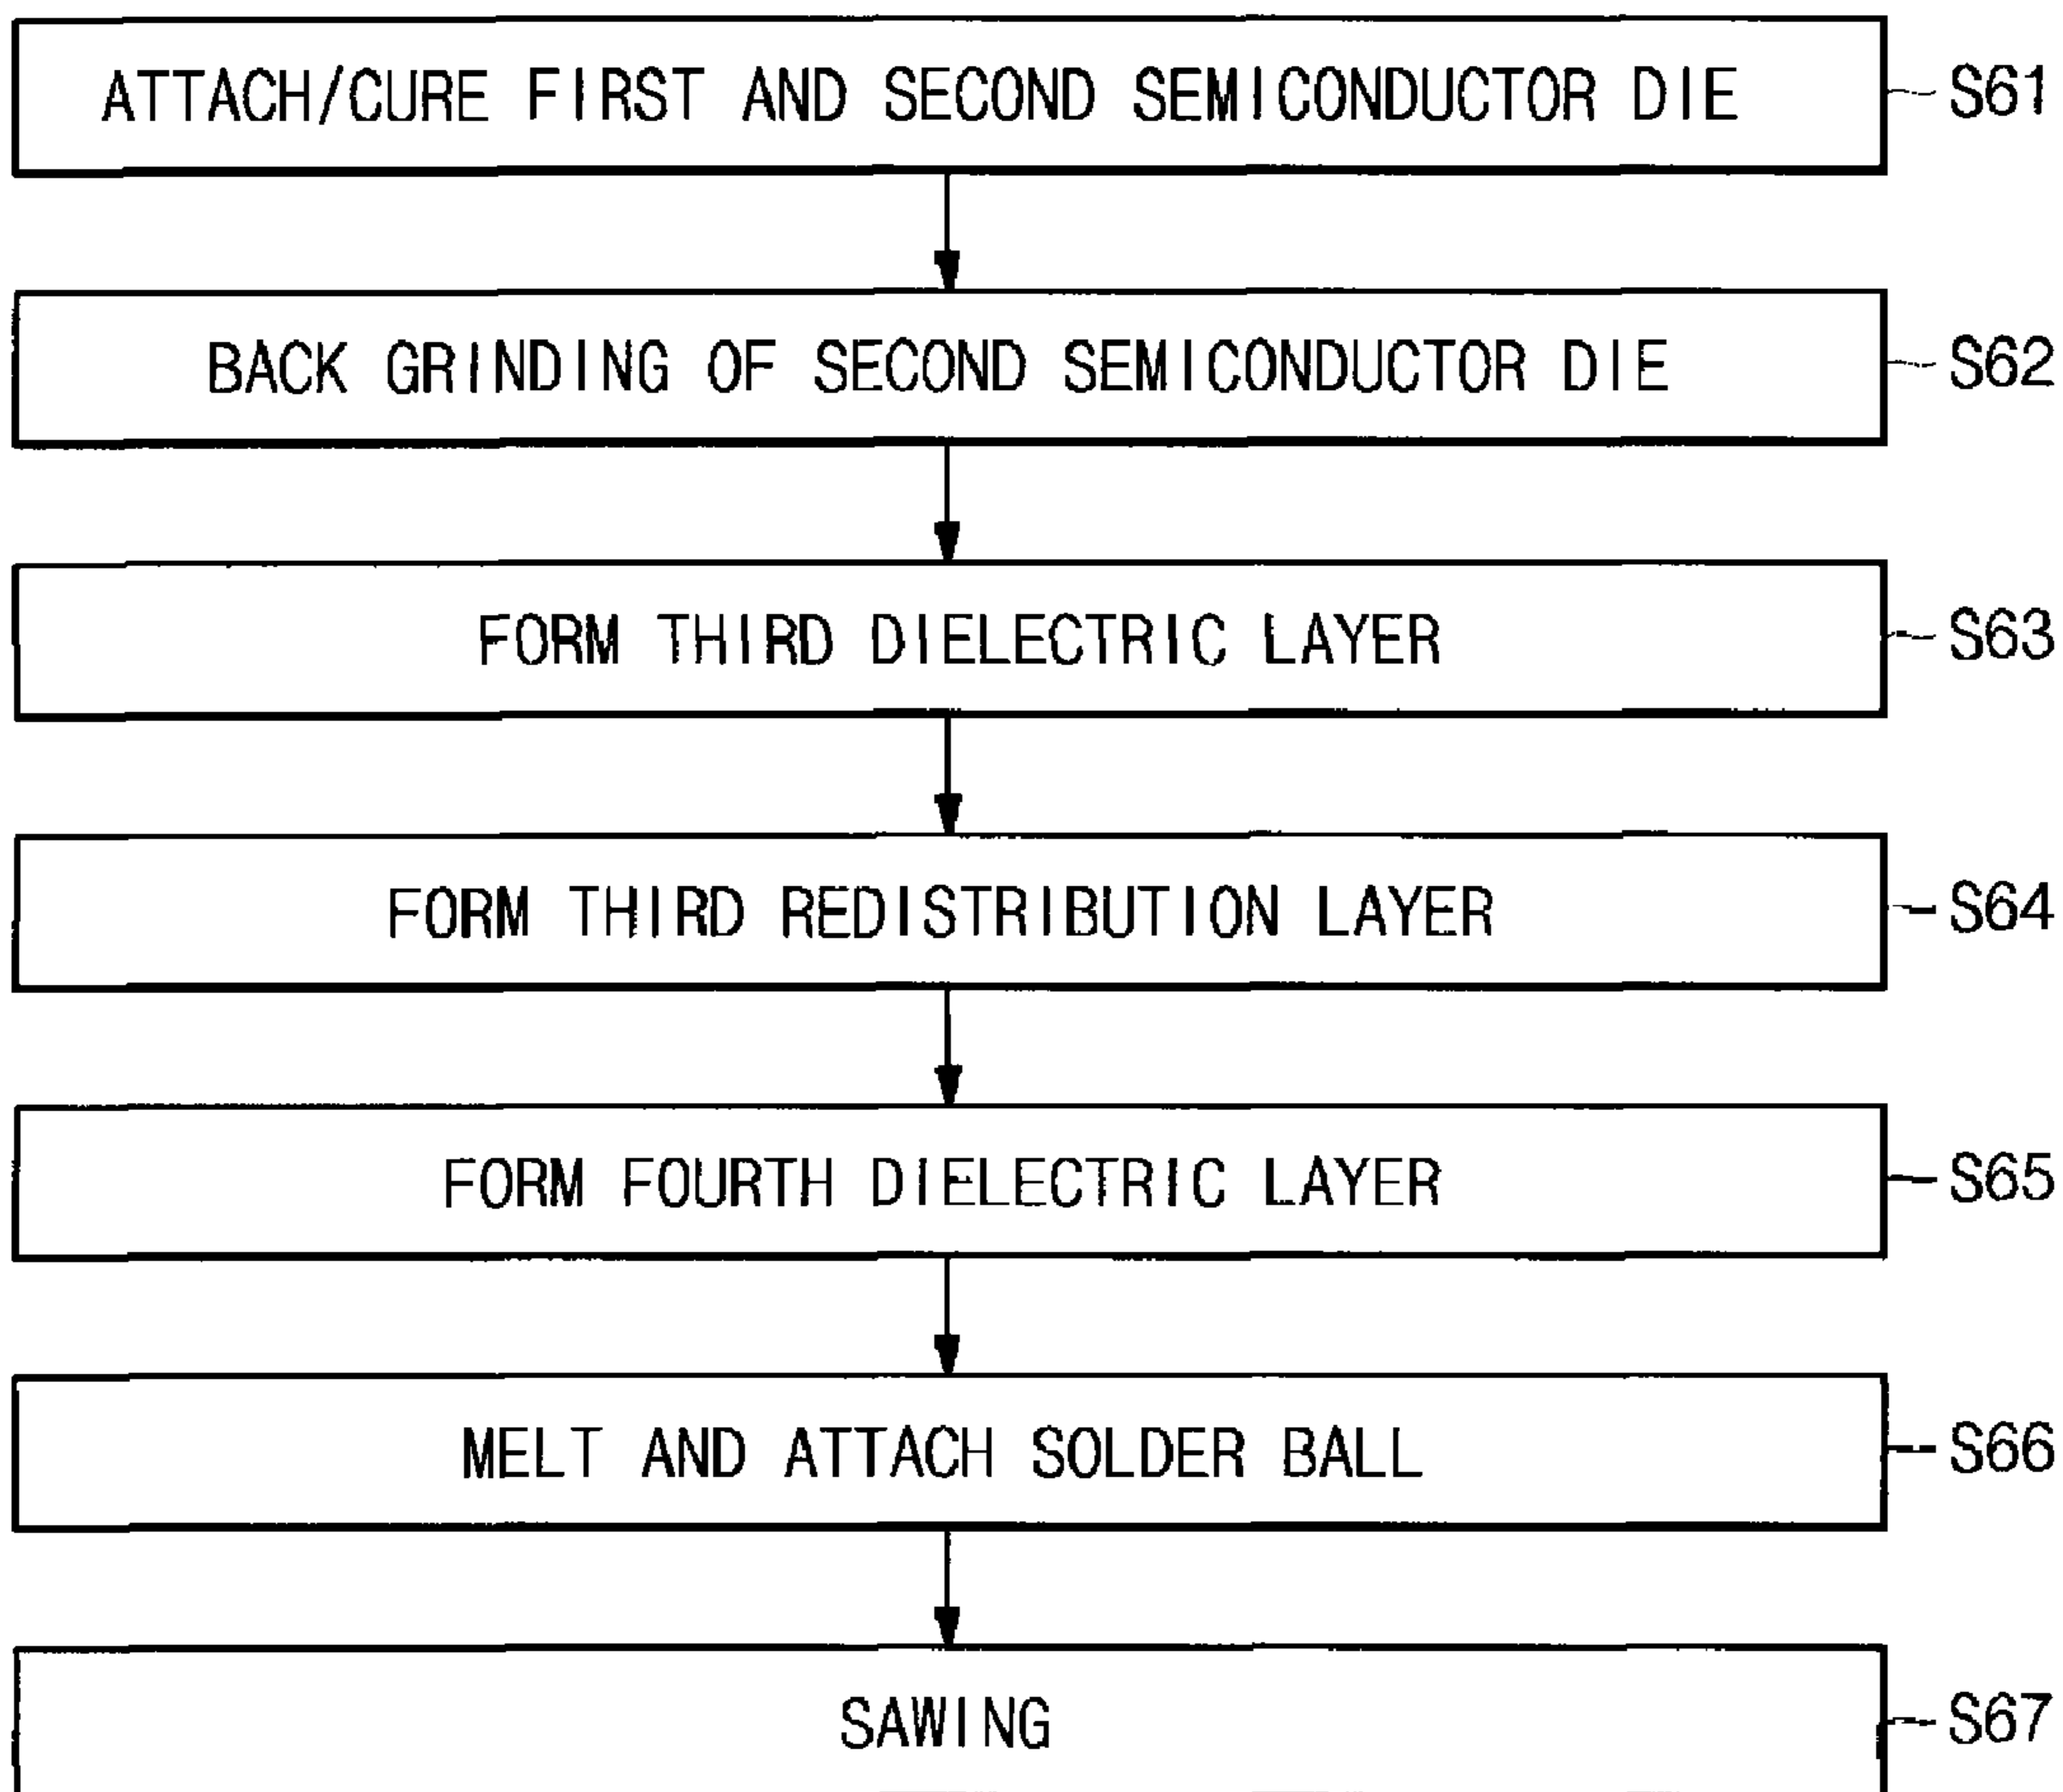 ATTACH/CURE FIRST AND SECOND SEMICONDUCTOR DIE S61
BACK GRINDING OF SECOND SEMICONDUCTOR DIE S62
FORM THIRD DIELECTRIC LAYER S63
FORM THIRD REDISTRIBUTION LAYER S64
FORM FOURTH DIELECTRIC LAYER S65
MELT AND ATTACH SOLDER BALL S66
SAWING S67